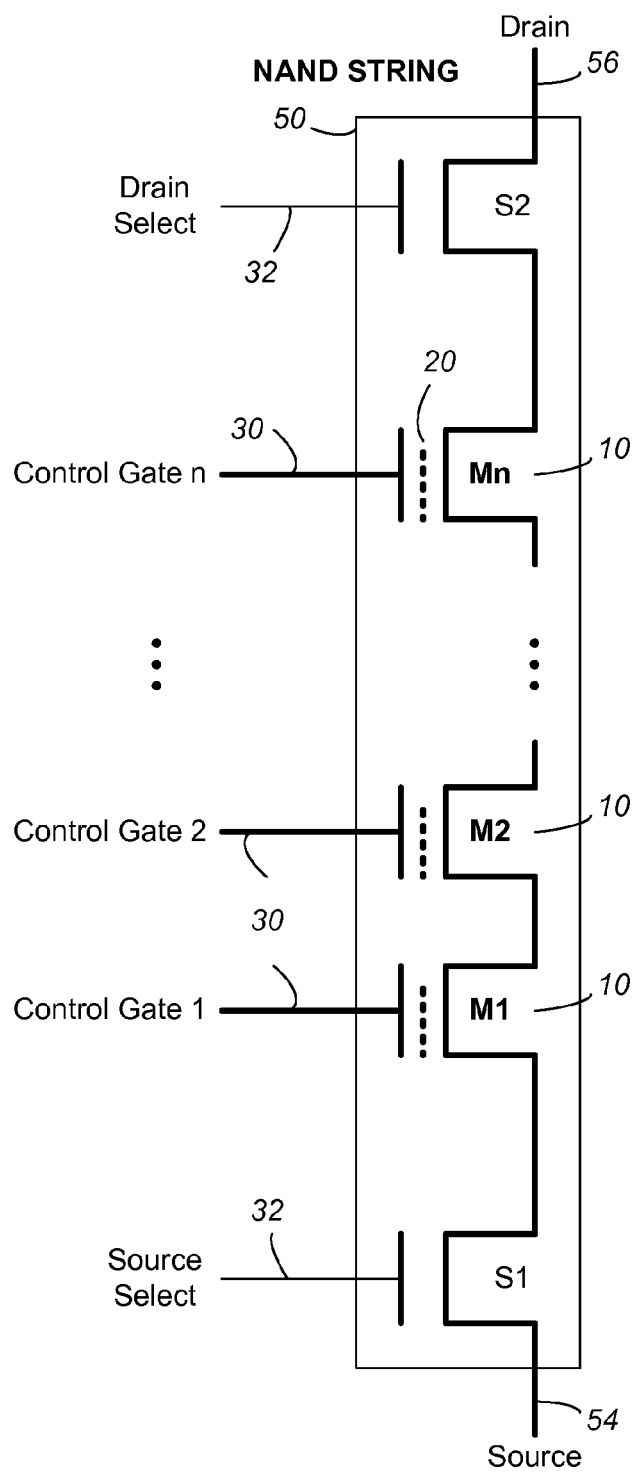 Drain
56
NAND STRING
50
Drain
Select
S2
32
20
30
10
Control Gate n
Mn
10
Control Gate 2
M2
30
10
Control Gate 1
M1
32
Source
Select
S1
54
Source